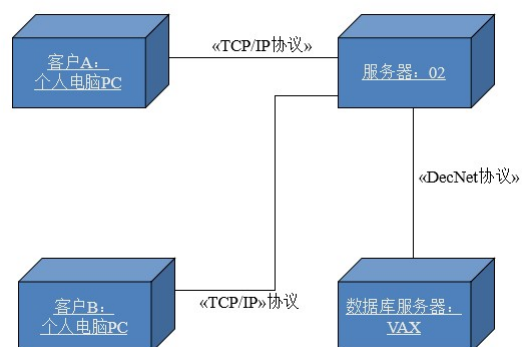 «TCP/IP协议»
客户A：
个人电脑PC
服务器：02
«DecNet协议»
«TCP/IP»协议
客户B：
个人电脑PC
数据库服务器：
VAX